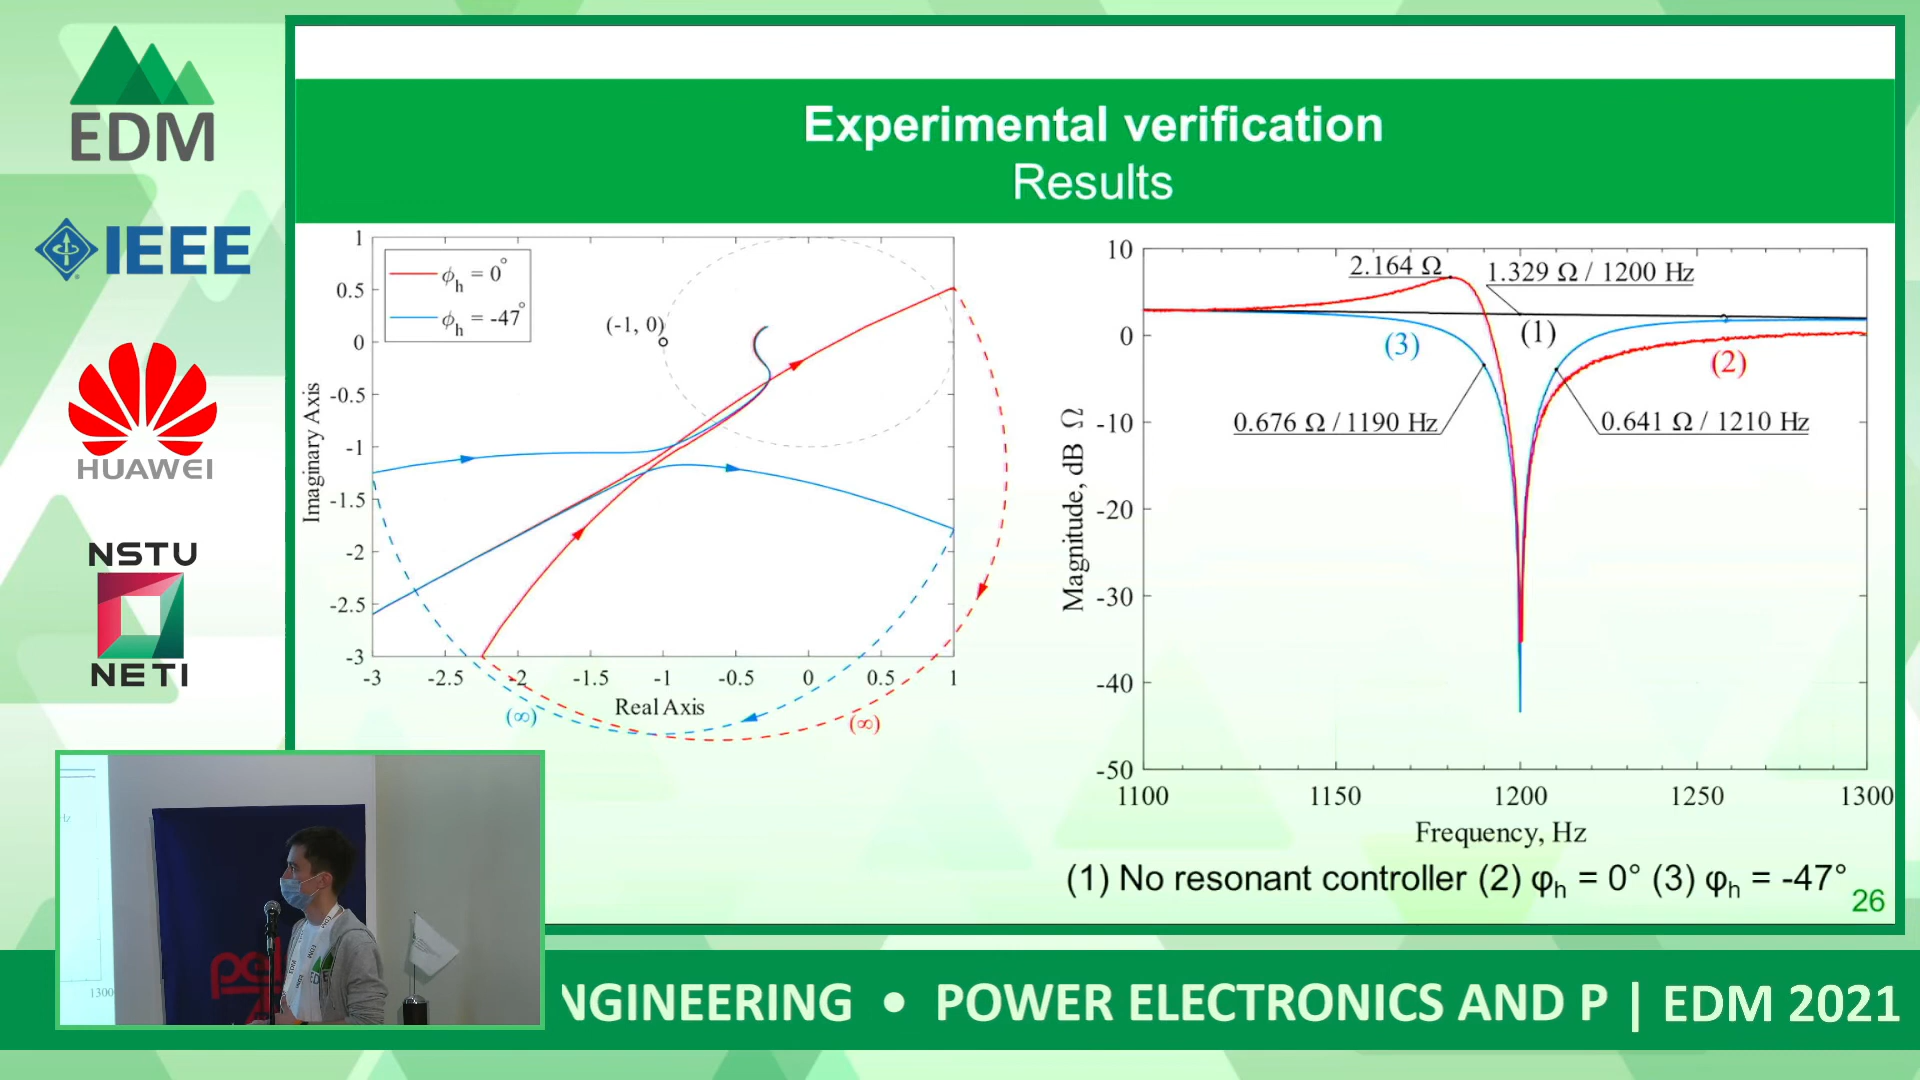 EDM
IEEE
HUAWEI
NSTU
NETI
Experimental verification
Results
ϕh = 0°
ϕh = -47°
(-1, 0)
1
0.5
0
-0.5
-1
-1.5
-2
-2.5
-3
Imaginary Axis
-3
-2.5
-2
-1.5
-1
-0.5
0
0.5
1
Real Axis
(∞)
(∞)
10
0
-10
-20
-30
-40
-50
Magnitude, dB Ω
2.164 Ω
1.329 Ω / 1200 Hz
(1)
(3)
(2)
0.676 Ω / 1190 Hz
0.641 Ω / 1210 Hz
1100
1150
1200
1250
1300
Frequency, Hz
(1) No resonant controller (2) φh = 0° (3) φh = -47°
26
1300
NGINEERING • POWER ELECTRONICS AND P | EDM 2021